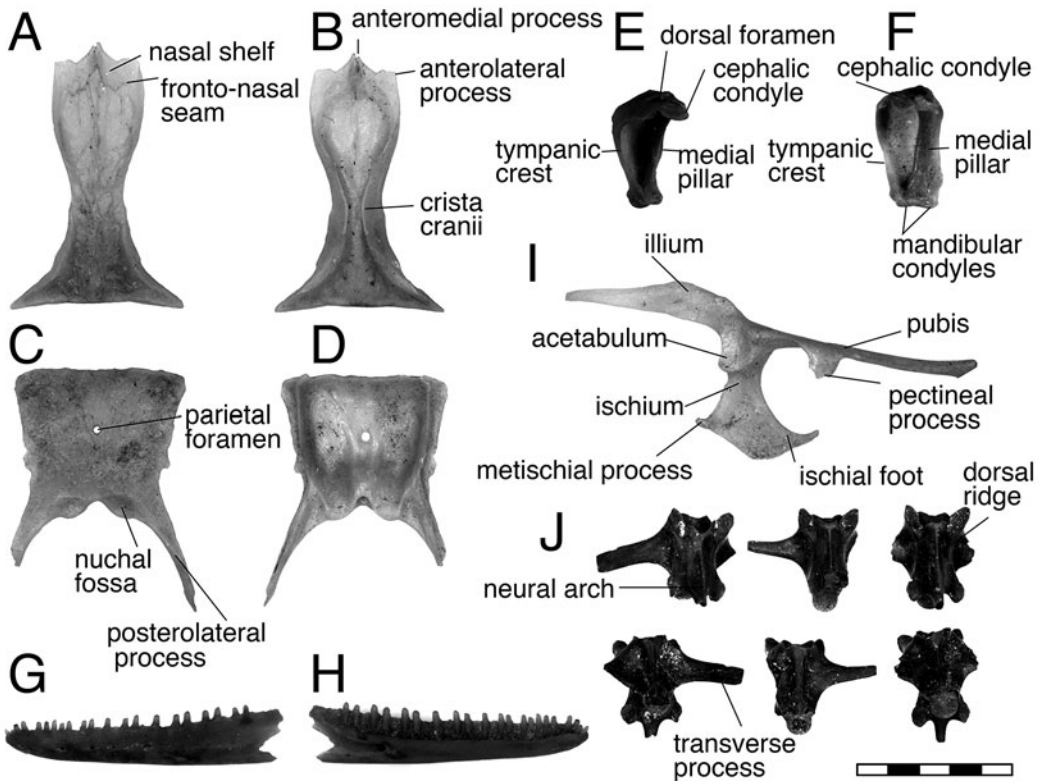 A
nasal shelf
fronto-nasal
seam
B
anteromedial process
anterolateral
process
crista
cranii
E
dorsal foramen
cephalic
condyle
tympanic
crest
medial
pillar
F
cephalic condyle
tympanic
crest
medial
pillar
mandibular
condyles
C
parietal
foramen
nuchal
fossa
posterolateral
process
D
I
illium
acetabulum
pubis
ischium
pectineal
process
metischial process
ischial foot
J
dorsal
ridge
neural arch
transverse
process
G
H